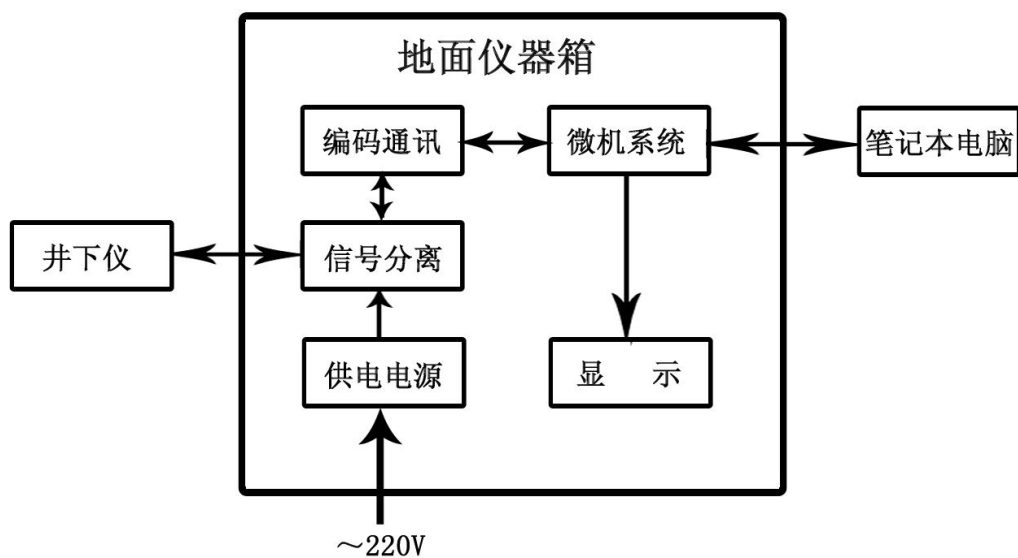 地面仪器箱
编码通讯
微机系统
笔记本电脑
井下仪
信号分离
供电电源
显 示
～220V